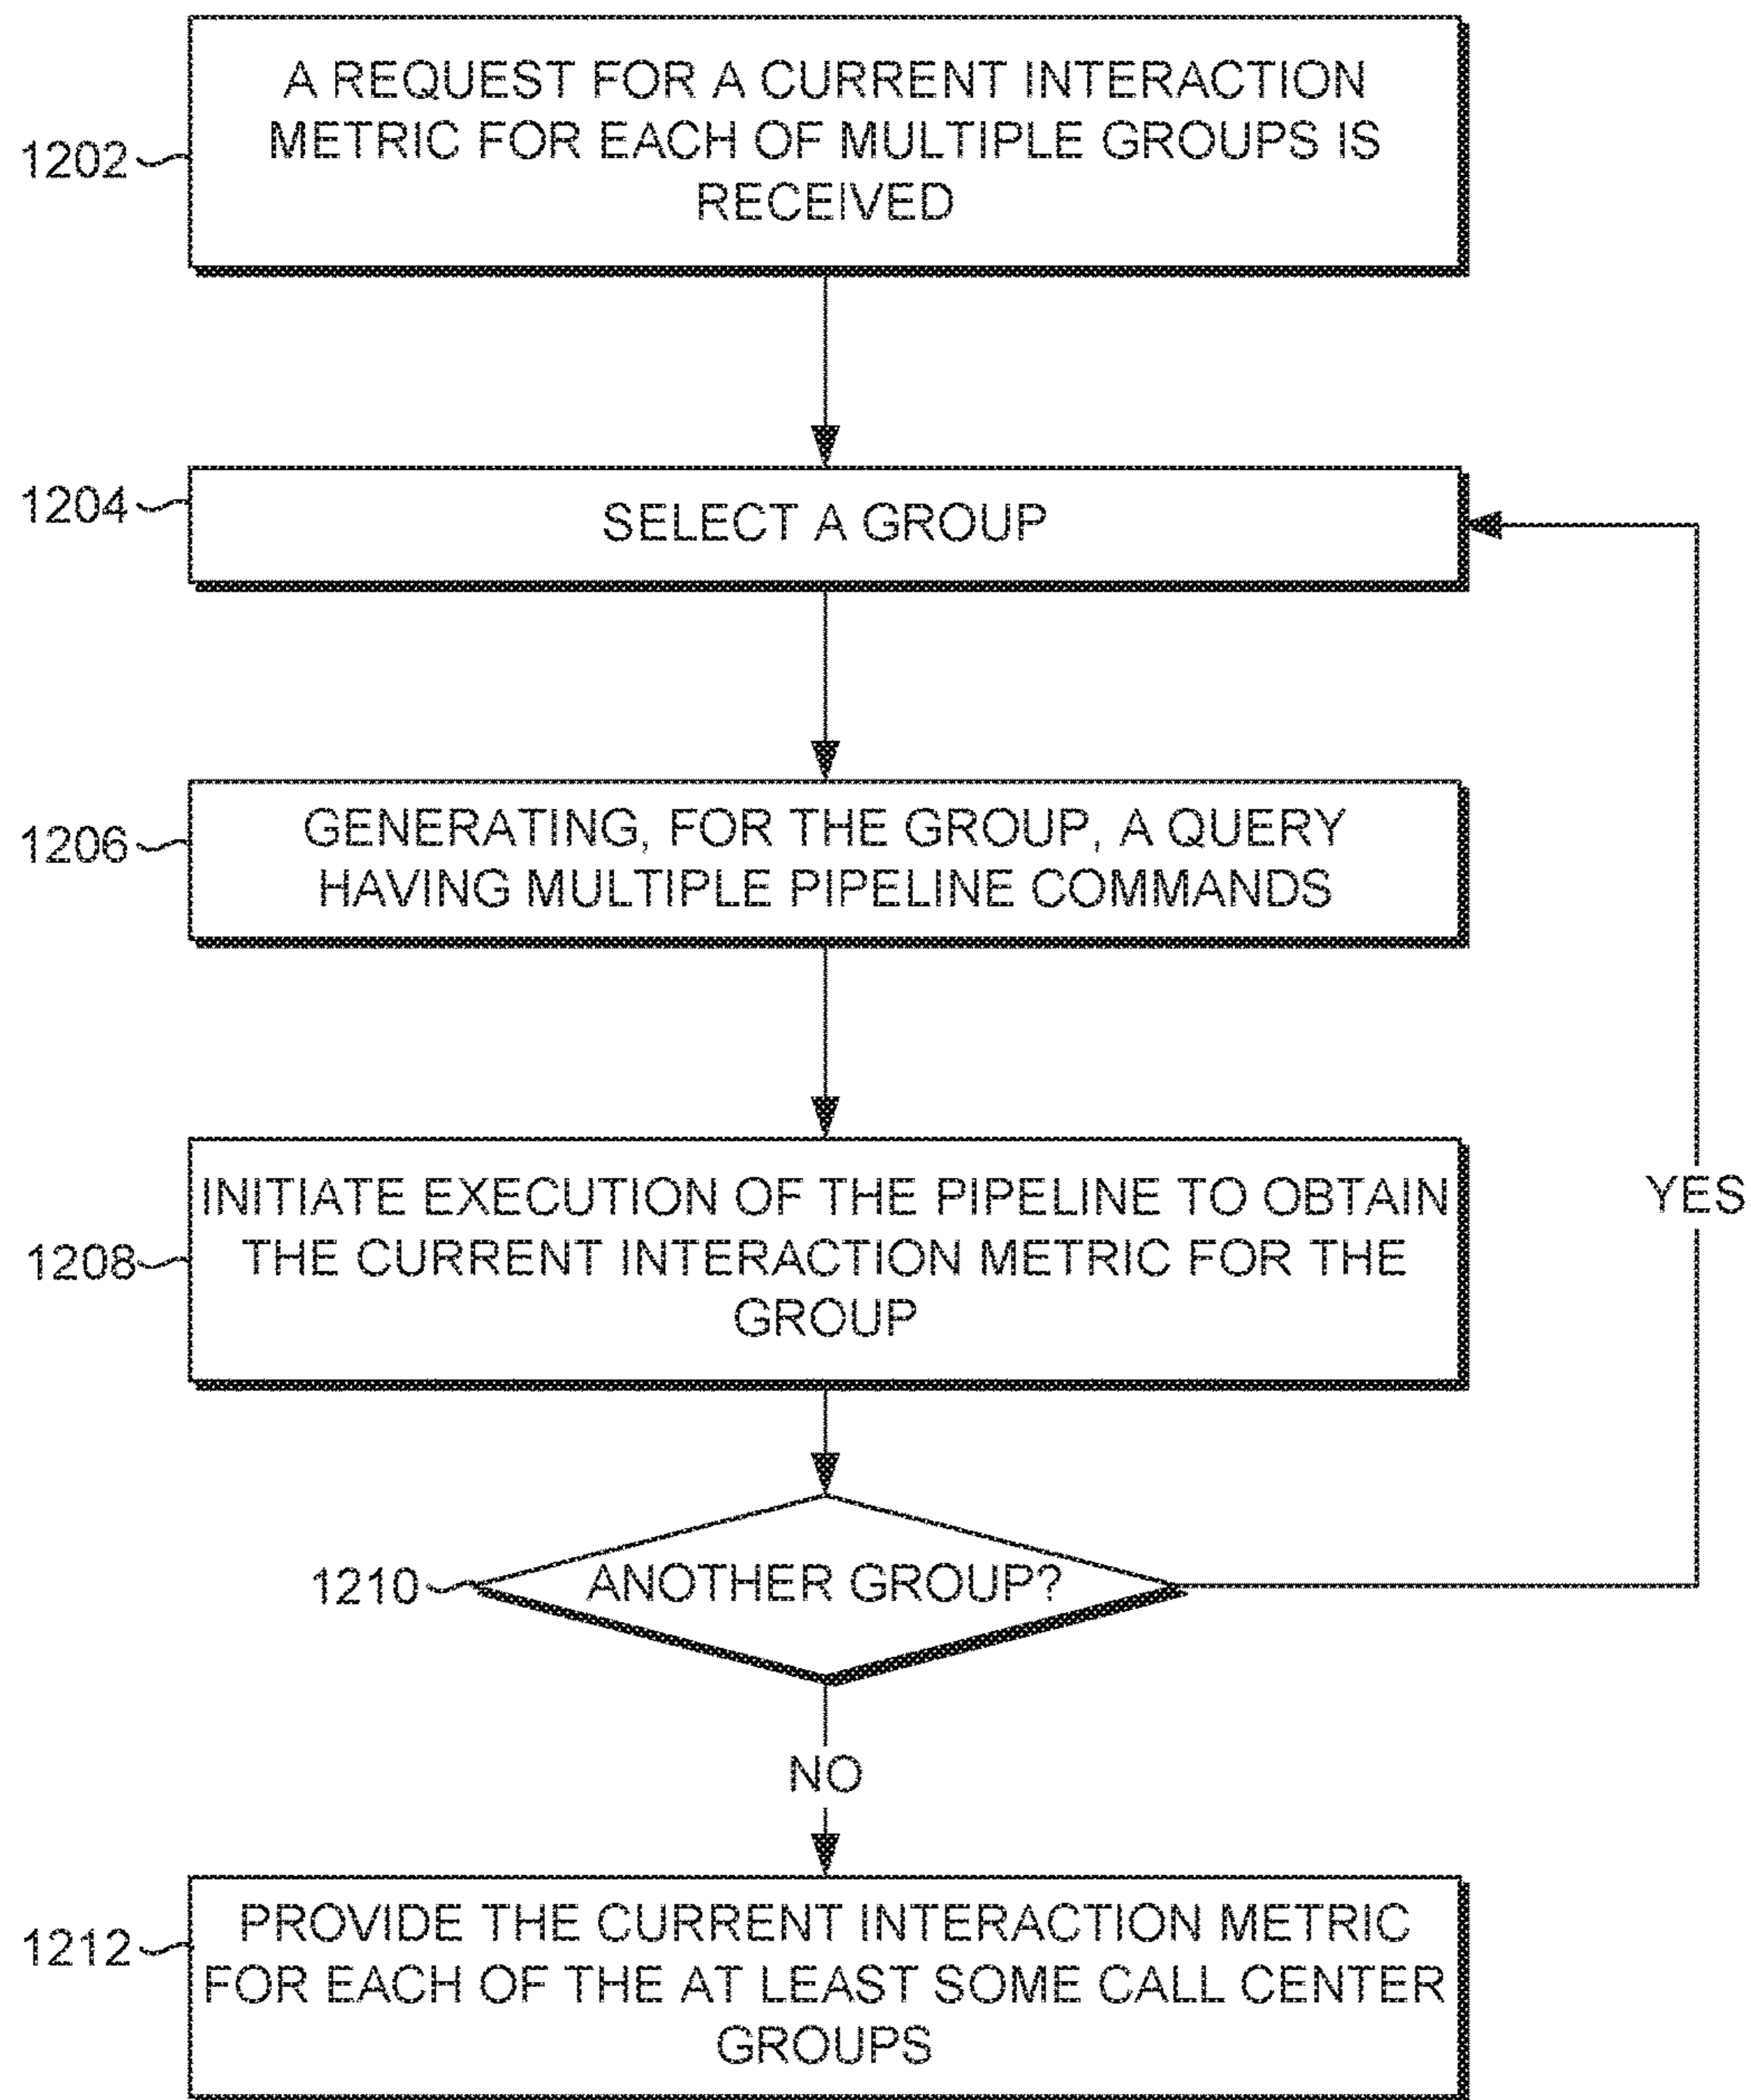 A REQUEST FOR A CURRENT INTERACTION
METRIC FOR EACH OF MULTIPLE GROUPS IS
RECEIVED
1202
1204
SELECT A GROUP
1206
GENERATING, FOR THE GROUP, A QUERY
HAVING MULTIPLE PIPELINE COMMANDS
1208
INITIATE EXECUTION OF THE PIPELINE TO OBTAIN
THE CURRENT INTERACTION METRIC FOR THE
GROUP
YES
1210
ANOTHER GROUP?
NO
1212
PROVIDE THE CURRENT INTERACTION METRIC
FOR EACH OF THE AT LEAST SOME CALL CENTER
GROUPS